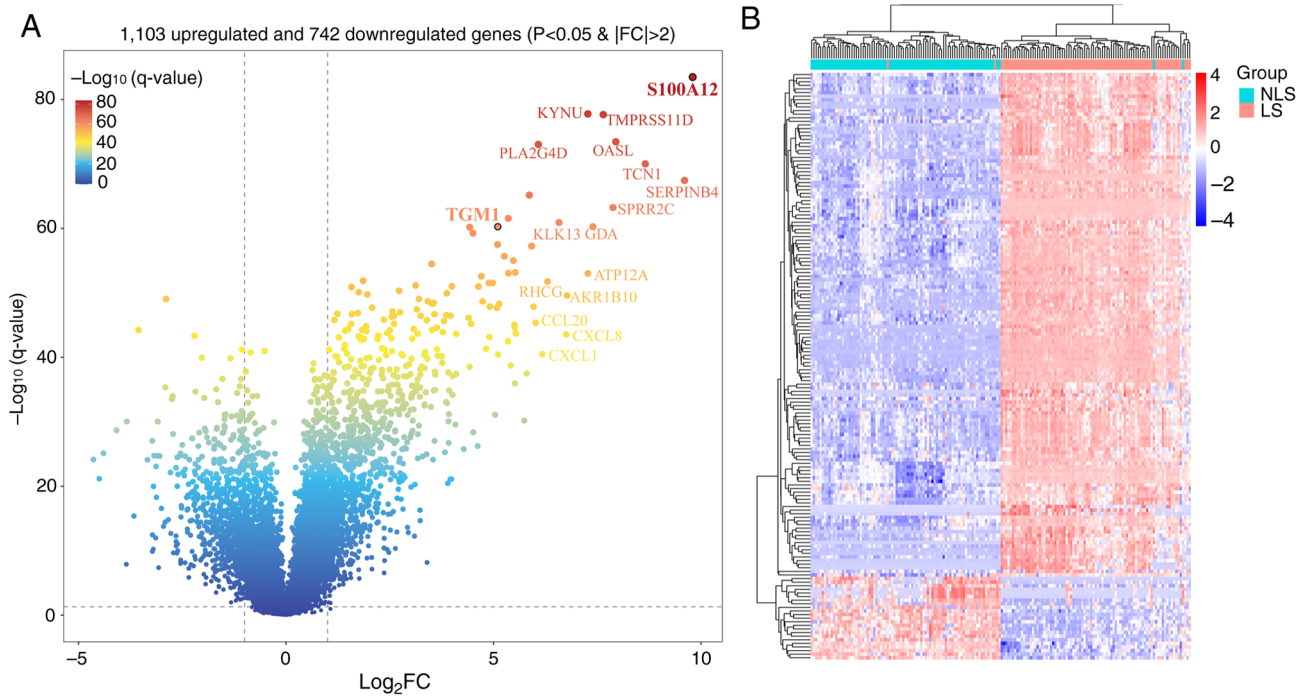 A
1,103 upregulated and 742 downregulated genes (P<0.05 & |FC|>2)
−Log₁₀ (q-value)
80
60
40
20
0
S100A12
KYNU
TMPRSS11D
PLA2G4D
OASL
TCN1
SERPINB4
SPRR2C
TGM1
KLK13 GDA
ATP12A
RHCG
AKR1B10
CCL20
CXCL8
CXCL1
−Log₁₀ (q-value)
80
60
40
20
0
−5
0
5
10
Log₂FC
B
4
2
0
−2
−4
Group
NLS
LS